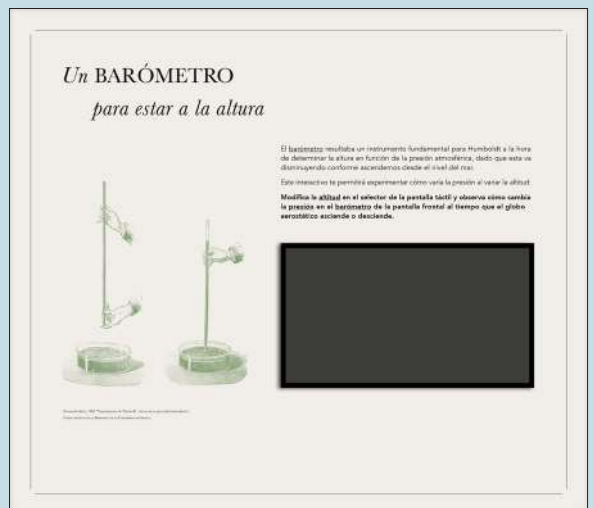 Un BARÓMETRO
para estar a la altura
El barómetro resultaba un instrumento fundamental para Humboldt a la hora
de determinar la altura en función de la presión atmosférica, dado que esta va
disminuyendo conforme ascendemos desde el nivel del mar.
Este interactivo te permitirá experimentar cómo varía la presión al variar la altitud.
Modifica la altitud en el selector de la pantalla táctil y observa cómo cambia
la presión en el barómetro de la pantalla frontal al tiempo que el globo
aerostático asciende o desciende.